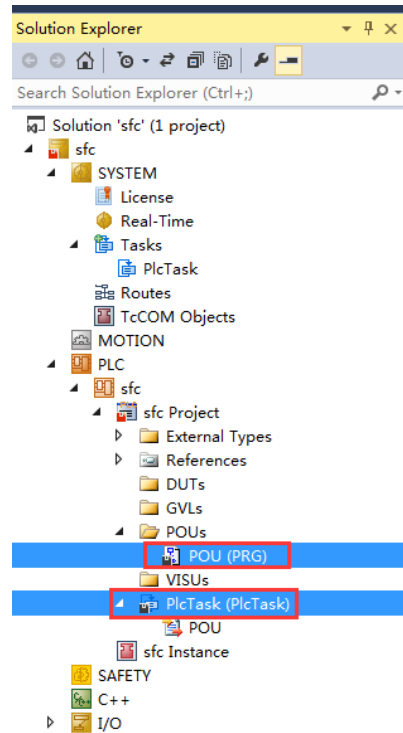 Solution Explorer
Search Solution Explorer (Ctrl+;)
Solution 'sfc' (1 project)
sfc
SYSTEM
License
Real-Time
Tasks
PlcTask
Routes
TcCOM Objects
MOTION
PLC
sfc
sfc Project
External Types
References
DUTs
GVLs
POUs
POU (PRG)
VISUs
PlcTask (PlcTask)
POU
sfc Instance
SAFETY
C++
I/O